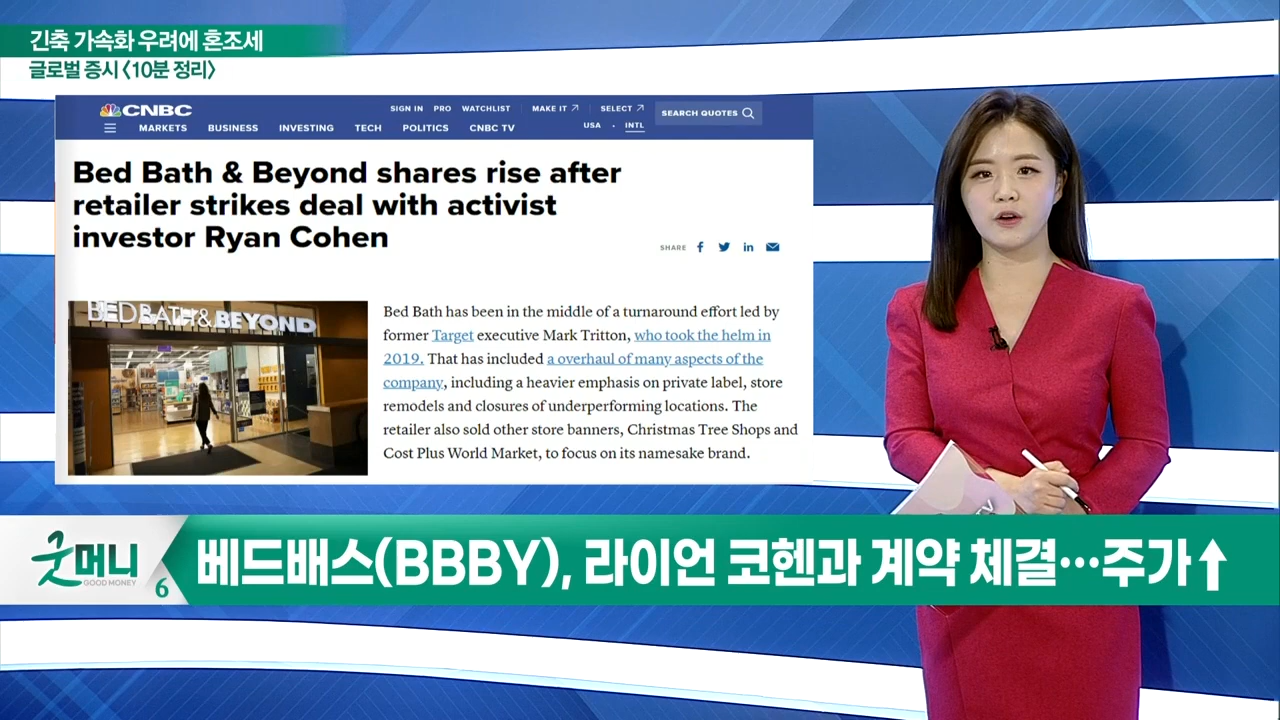 긴축 가속화 우려에 혼조세
글로벌 증시 <10분 정리>
CNBC
SIGN IN PRO WATCHLIST MAKE IT SELECT SEARCH QUOTES
MARKETS BUSINESS INVESTING TECH POLITICS CNBC TV USA · INTL
Bed Bath & Beyond shares rise after
retailer strikes deal with activist
investor Ryan Cohen
SHARE
BED BATH & BEYOND
Bed Bath has been in the middle of a turnaround effort led by
former Target executive Mark Tritton, who took the helm in
2019. That has included a overhaul of many aspects of the
company, including a heavier emphasis on private label, store
remodels and closures of underperforming locations. The
retailer also sold other store banners, Christmas Tree Shops and
Cost Plus World Market, to focus on its namesake brand.
굿머니
GOOD MONEY
6
베드배스(BBBY), 라이언 코헨과 계약 체결…주가↑